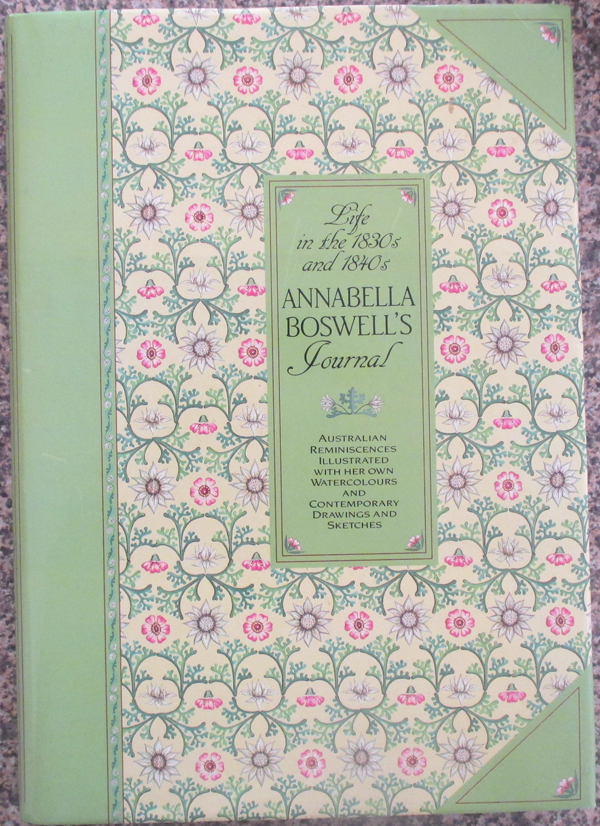 Life
in the 1830s
and 1840s
ANNABELLA
BOSWELL'S
Journal
AUSTRALIAN
REMINISCENCES
ILLUSTRATED
WITH HER OWN
WATERCOLOURS
AND
CONTEMPORARY
DRAWINGS AND
SKETCHES